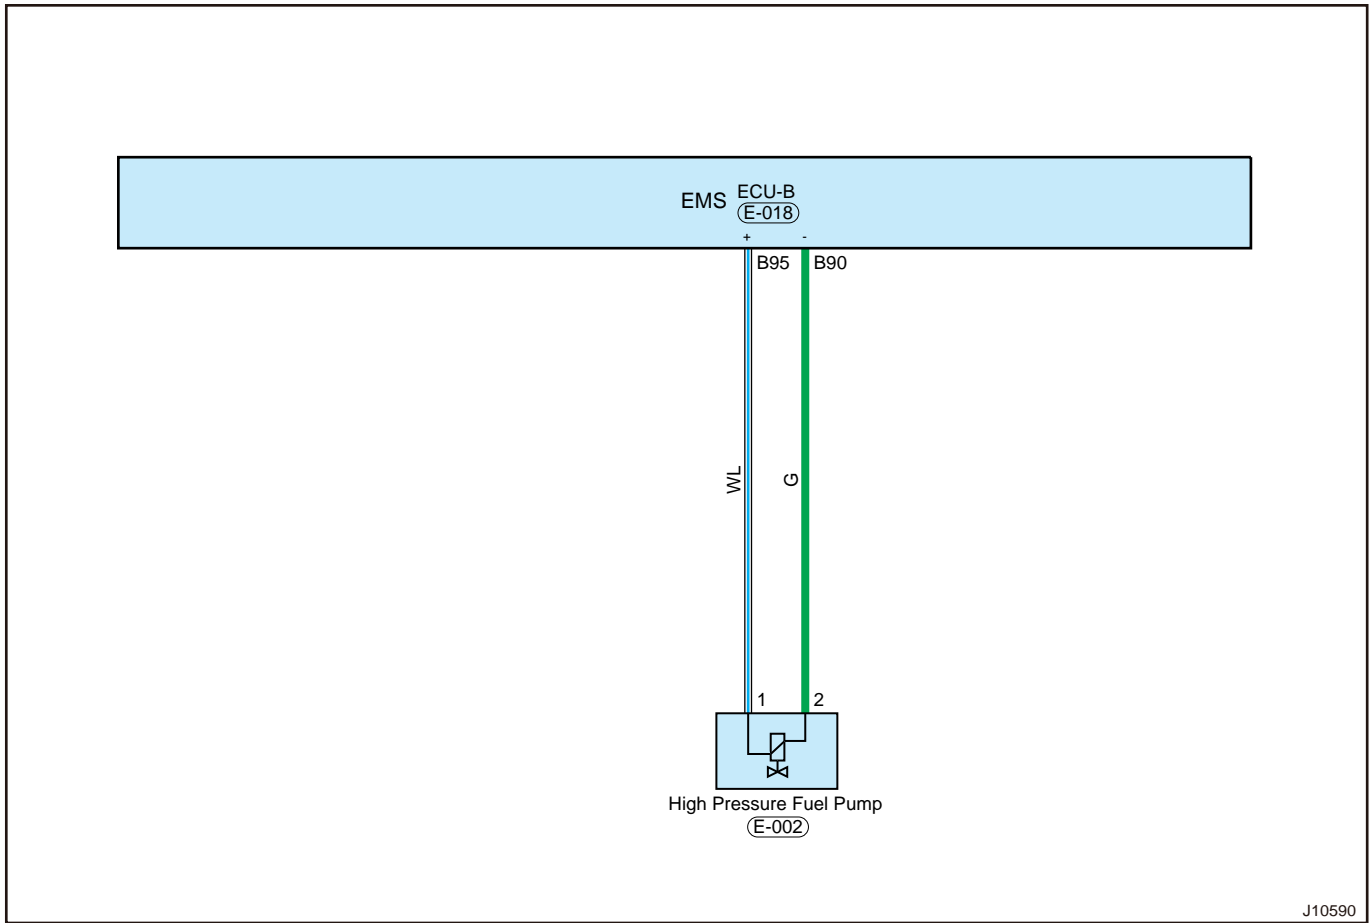 EMS ECU-B
E-018
+ -
B95 B90
WL G
1 2
High Pressure Fuel Pump
E-002
J10590